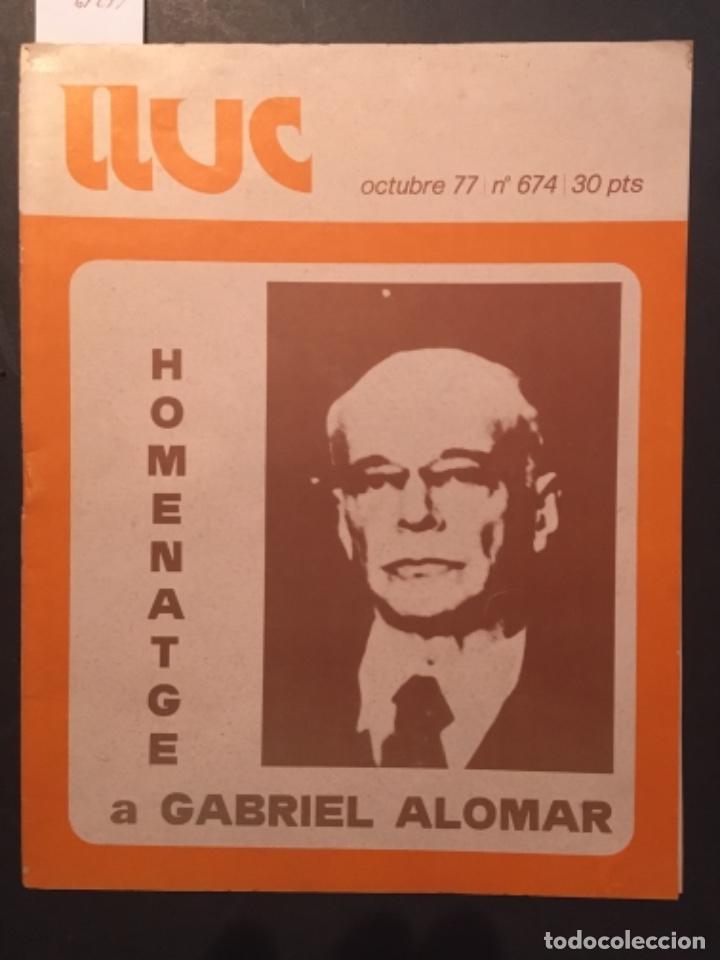 lluc
octubre 77 | nº 674 | 30 pts
HOMENATGE
a GABRIEL ALOMAR
todocoleccion